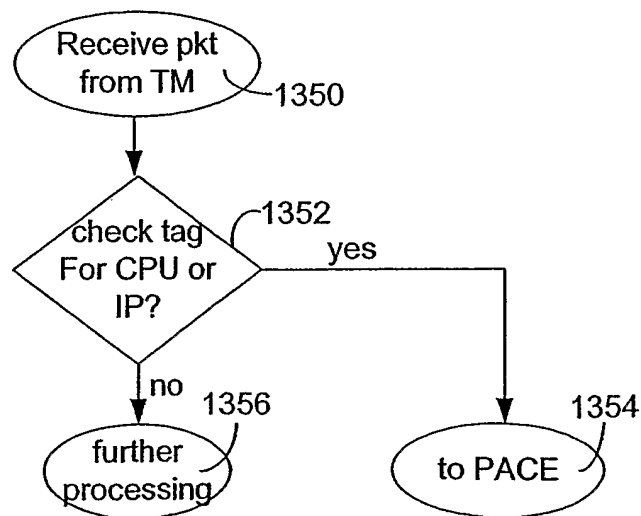 Receive pkt
from TM
1350
1352
check tag
For CPU or
IP?
yes
no
1356
1354
further
processing
to PACE